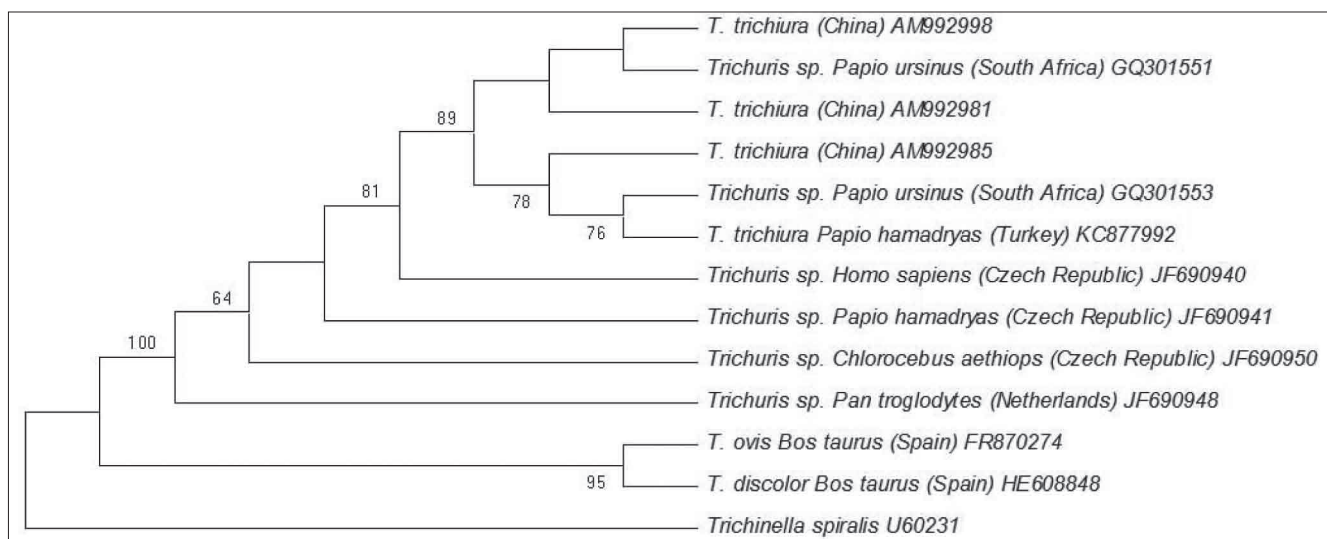 T. trichiura (China) AM992998
Trichuris sp. Papio ursinus (South Africa) GQ301551
T. trichiura (China) AM992981
89
T. trichiura (China) AM992985
81
78
Trichuris sp. Papio ursinus (South Africa) GQ301553
76
T. trichiura Papio hamadryas (Turkey) KC877992
Trichuris sp. Homo sapiens (Czech Republic) JF690940
64
Trichuris sp. Papio hamadryas (Czech Republic) JF690941
100
Trichuris sp. Chlorocebus aethiops (Czech Republic) JF690950
Trichuris sp. Pan troglodytes (Netherlands) JF690948
T. ovis Bos taurus (Spain) FR870274
95
T. discolor Bos taurus (Spain) HE608848
Trichinella spiralis U60231